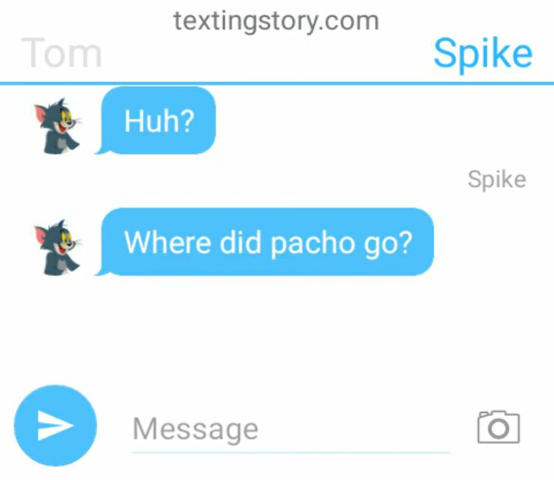 textingstory.com
Tom
Spike
Huh?
Spike
Where did pacho go?
Message